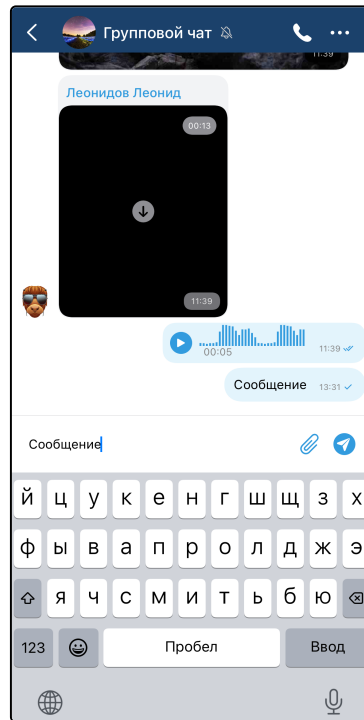 Групповой чат
11:39
Леонидов Леонид
00:13
11:39
00:05
11:39
Сообщение 13:31
Сообщение
й ц у к е н г ш щ з х
ф ы в а п р о л д ж э
я ч с м и т ь б ю
123 Пробел Ввод